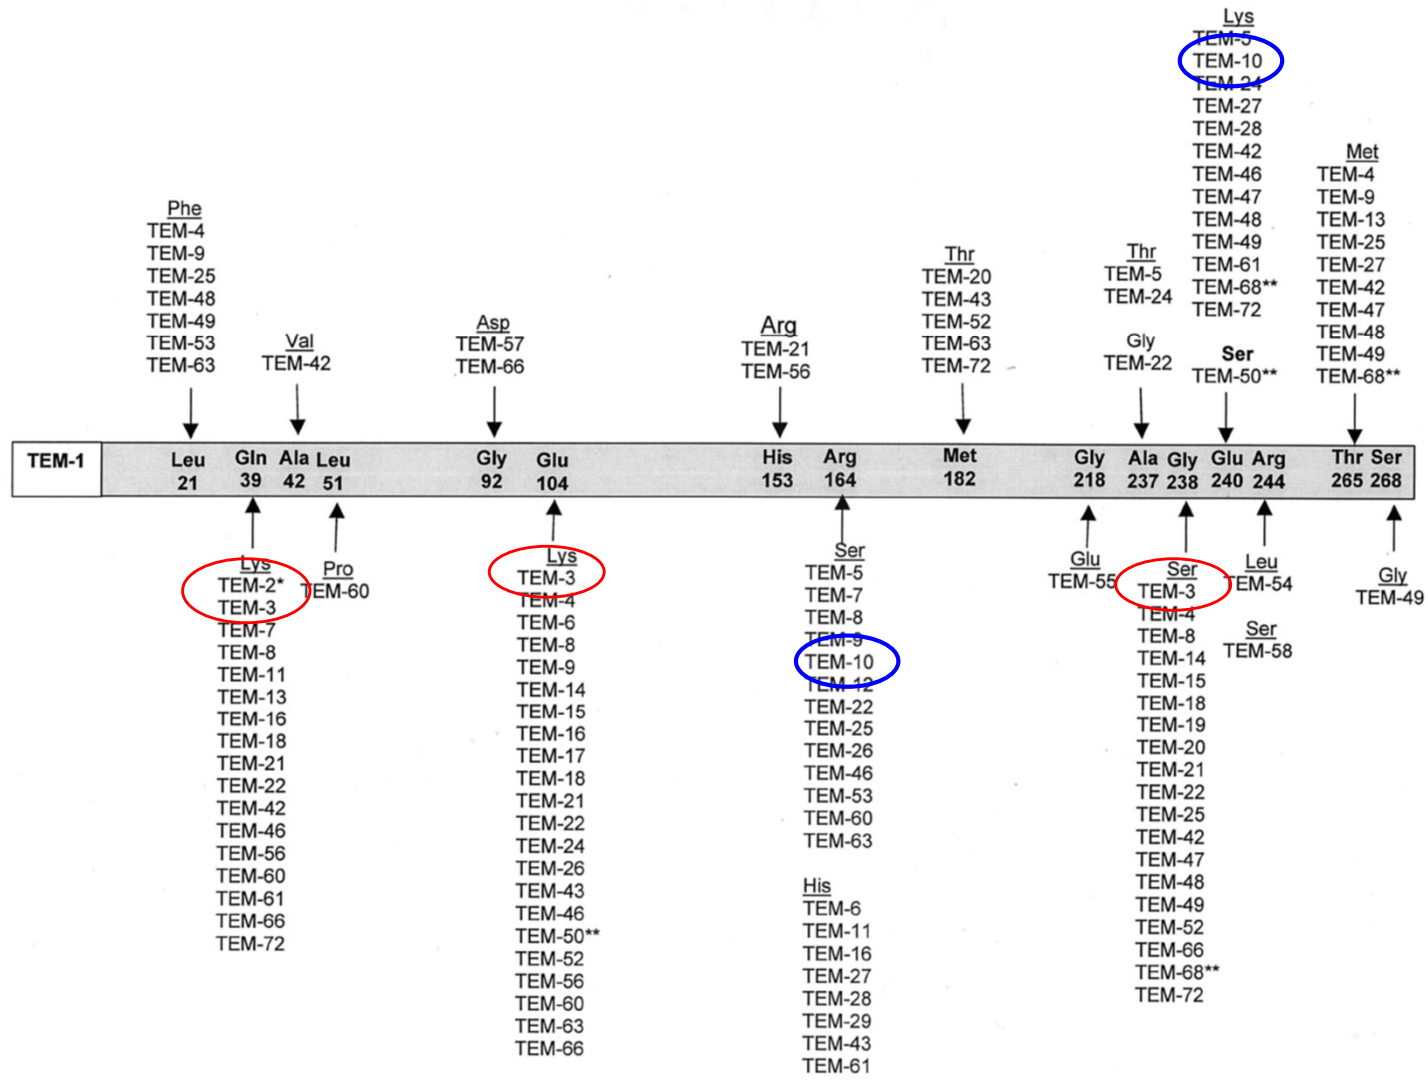 Phe
TEM-4
TEM-9
TEM-25
TEM-48
TEM-49
TEM-53
TEM-63
Val
TEM-42
Asp
TEM-57
TEM-66
Arg
TEM-21
TEM-56
Thr
TEM-20
TEM-43
TEM-52
TEM-63
TEM-72
Thr
TEM-5
TEM-24
Gly
TEM-22
Lys
TEM-5
TEM-10
TEM-24
TEM-27
TEM-28
TEM-42
TEM-46
TEM-47
TEM-48
TEM-49
TEM-61
TEM-68**
TEM-72
Ser
TEM-50**
Met
TEM-4
TEM-9
TEM-13
TEM-25
TEM-27
TEM-42
TEM-47
TEM-48
TEM-49
TEM-68**
TEM-1
Leu Gln Ala Leu Gly Glu His Arg Met Gly Ala Gly Glu Arg Thr Ser
21 39 42 51 92 104 153 164 182 218 237 238 240 244 265 268
Lys
TEM-2*
TEM-3
TEM-7
TEM-8
TEM-11
TEM-13
TEM-16
TEM-18
TEM-21
TEM-22
TEM-42
TEM-46
TEM-56
TEM-60
TEM-61
TEM-66
TEM-72
Pro
TEM-60
Lys
TEM-3
TEM-4
TEM-6
TEM-8
TEM-9
TEM-14
TEM-15
TEM-16
TEM-17
TEM-18
TEM-21
TEM-22
TEM-24
TEM-26
TEM-43
TEM-46
TEM-50**
TEM-52
TEM-56
TEM-60
TEM-63
TEM-66
Ser
TEM-5
TEM-7
TEM-8
TEM-9
TEM-10
TEM-12
TEM-22
TEM-25
TEM-26
TEM-46
TEM-53
TEM-60
TEM-63
His
TEM-6
TEM-11
TEM-16
TEM-27
TEM-28
TEM-29
TEM-43
TEM-61
Glu
TEM-55
Ser
TEM-3
TEM-4
TEM-8
TEM-14
TEM-15
TEM-18
TEM-19
TEM-20
TEM-21
TEM-22
TEM-25
TEM-42
TEM-47
TEM-48
TEM-49
TEM-52
TEM-66
TEM-68**
TEM-72
Leu
TEM-54
Ser
TEM-58
Gly
TEM-49